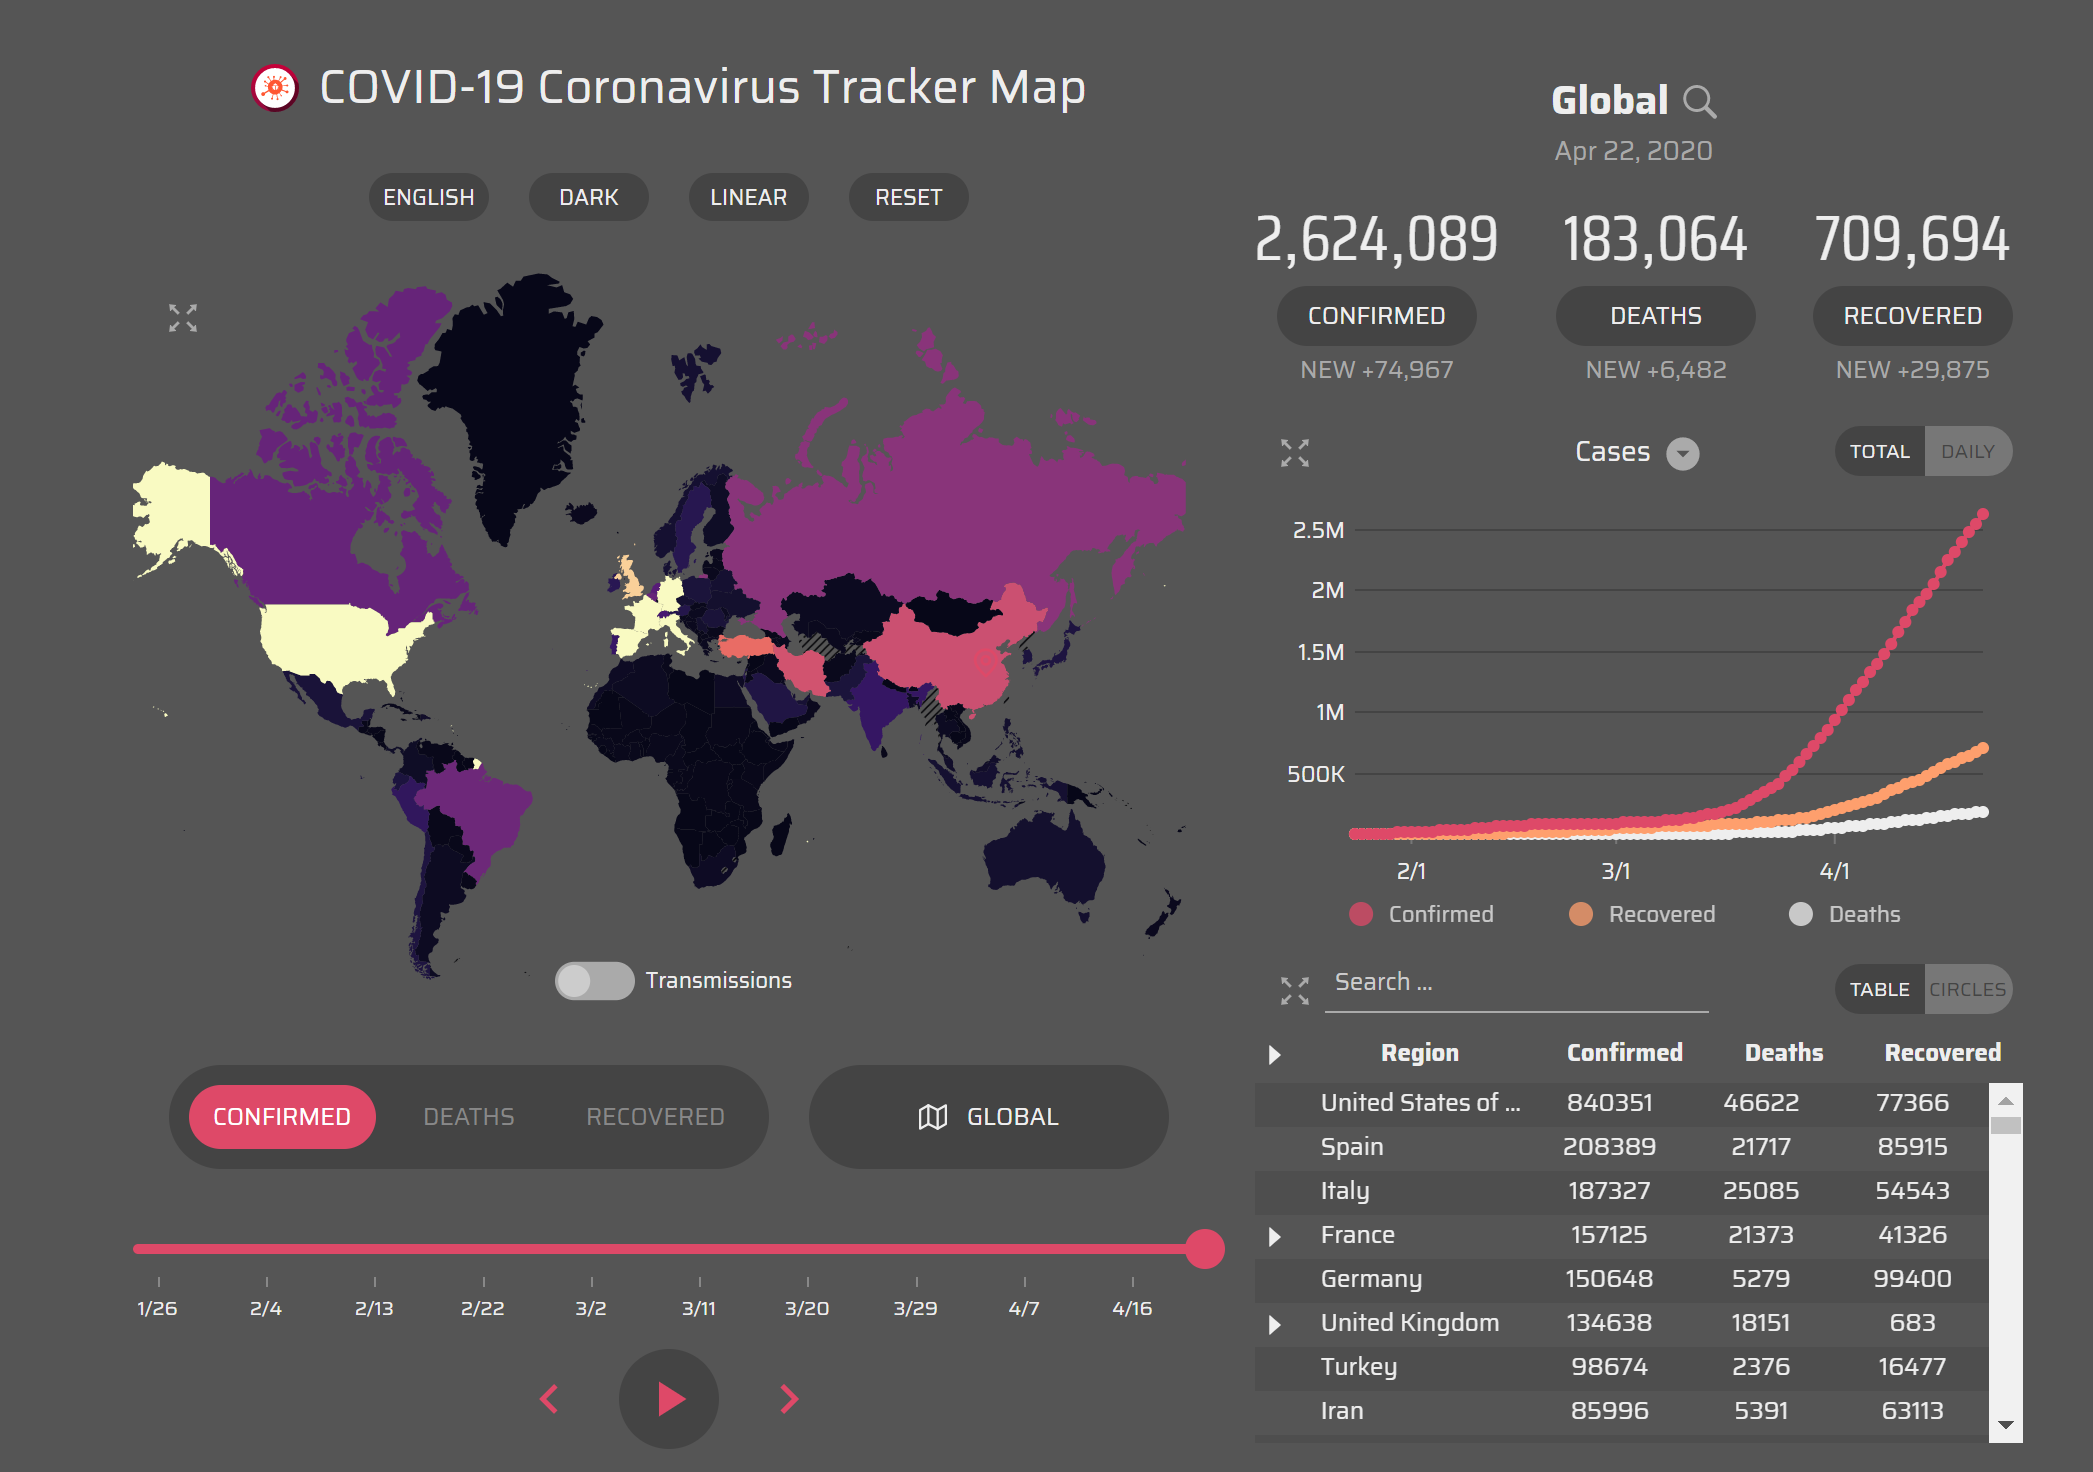 COVID-19 Coronavirus Tracker Map
ENGLISH
DARK
LINEAR
RESET
Transmissions
CONFIRMED
DEATHS
RECOVERED
GLOBAL
1/26
2/4
2/13
2/22
3/2
3/11
3/20
3/29
4/7
4/16
Global
Apr 22, 2020
2,624,089
183,064
709,694
CONFIRMED
DEATHS
RECOVERED
NEW +74,967
NEW +6,482
NEW +29,875
Cases
TOTAL
DAILY
2.5M
2M
1.5M
1M
500K
2/1
3/1
4/1
Confirmed
Recovered
Deaths
Search ...
TABLE
CIRCLES
Region Confirmed Deaths Recovered
United States of ... 840351 46622 77366
Spain 208389 21717 85915
Italy 187327 25085 54543
France 157125 21373 41326
Germany 150648 5279 99400
United Kingdom 134638 18151 683
Turkey 98674 2376 16477
Iran 85996 5391 63113